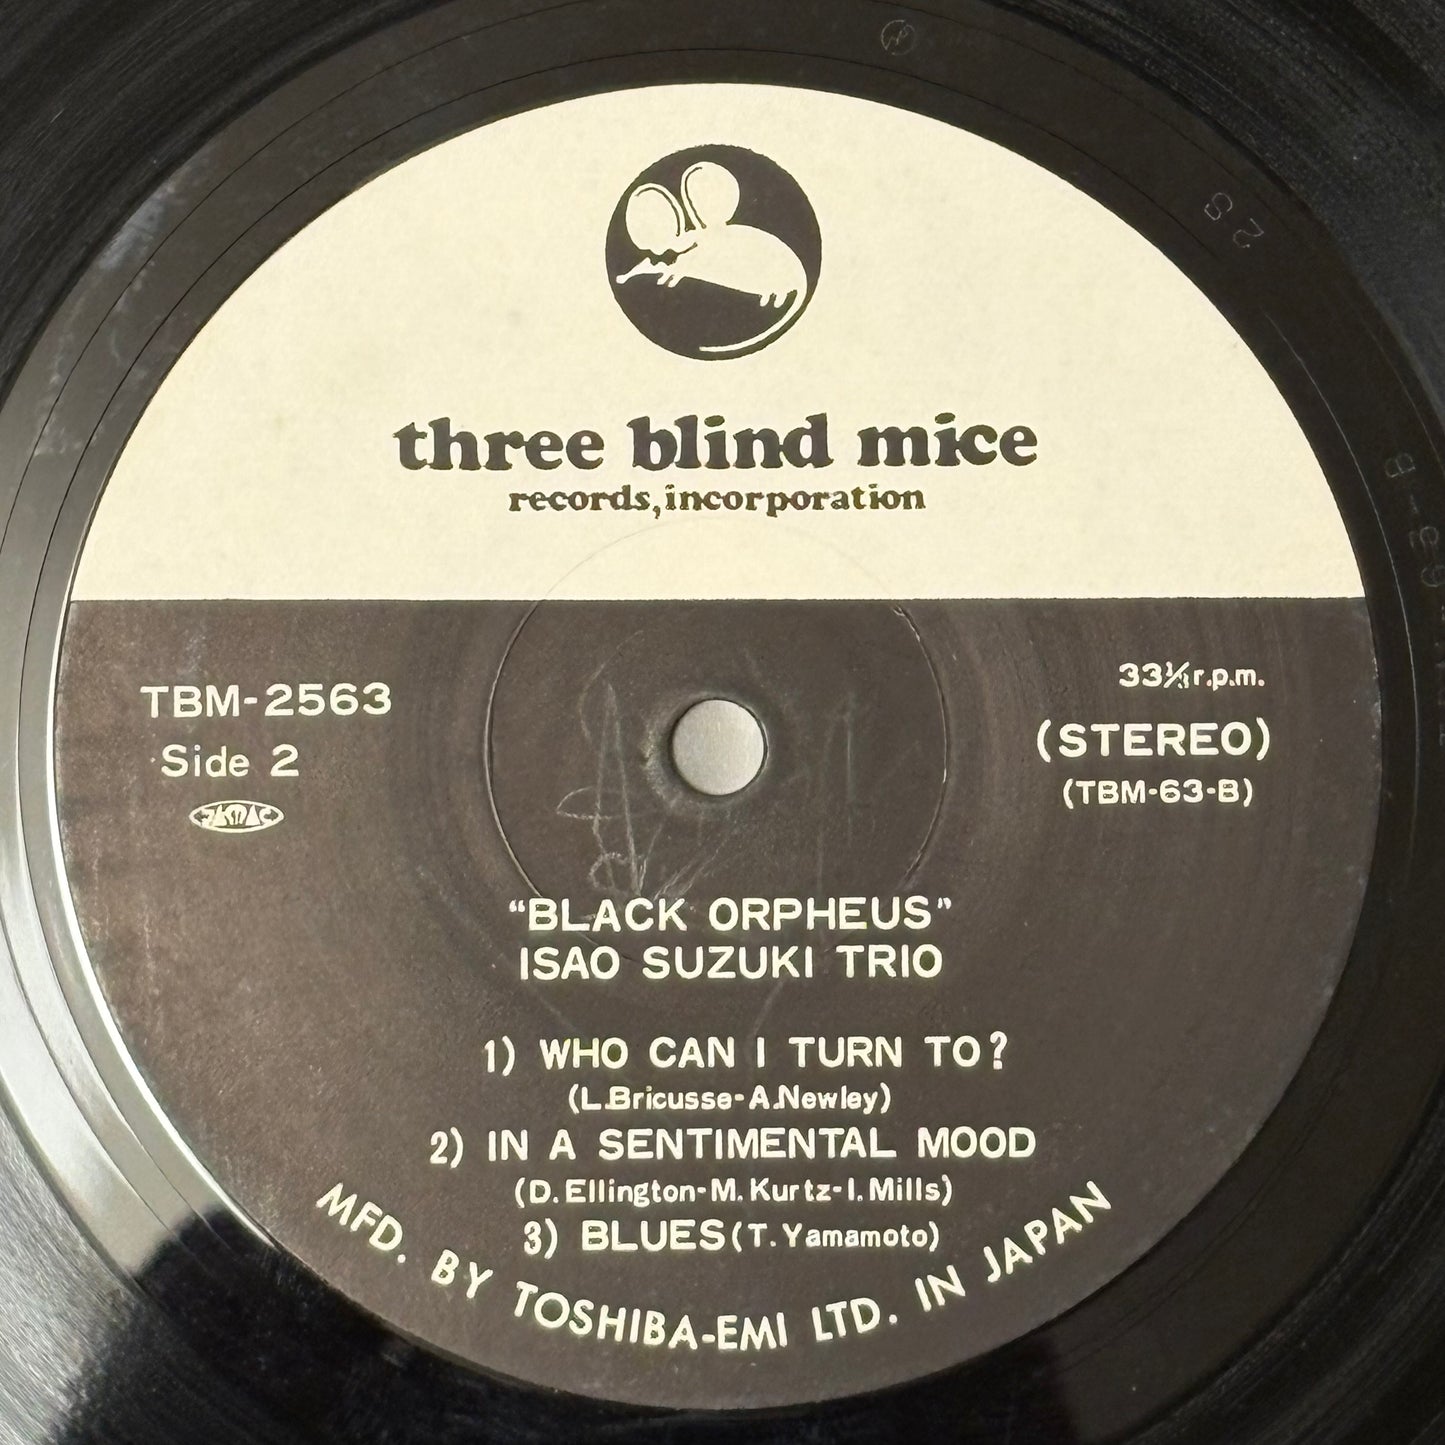 three blind mice
records, incorporation
TBM-2563
Side 2
JASRAC
33⅓ r.p.m.
(STEREO)
(TBM-63-B)
“BLACK ORPHEUS”
ISAO SUZUKI TRIO
1) WHO CAN I TURN TO?
(L.Bricusse-A.Newley)
2) IN A SENTIMENTAL MOOD
(D. Ellington-M. Kurtz-I. Mills)
3) BLUES (T. Yamamoto)
MFD. BY TOSHIBA-EMI LTD. IN JAPAN
2S